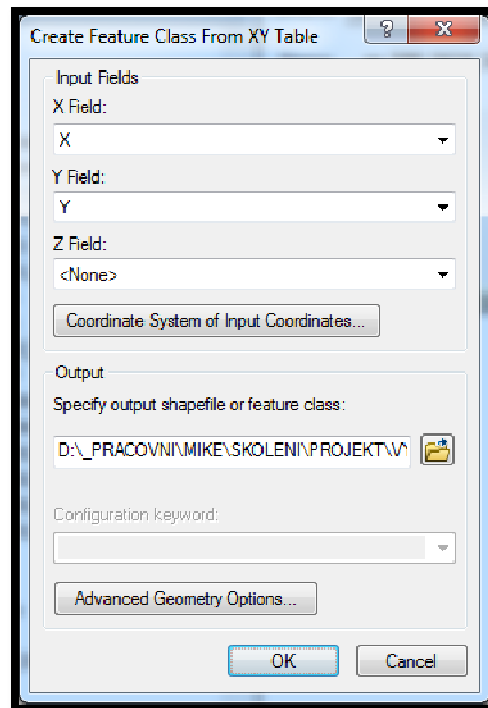 Create Feature Class From XY Table
?
X
Input Fields
X Field:
X
Y Field:
Y
Z Field:
<None>
Coordinate System of Input Coordinates...
Output
Specify output shapefile or feature class:
D:\_PRACOVNI\MIKE\SKOLENI\PROJEKT\V
Configuration keyword:
Advanced Geometry Options...
OK
Cancel